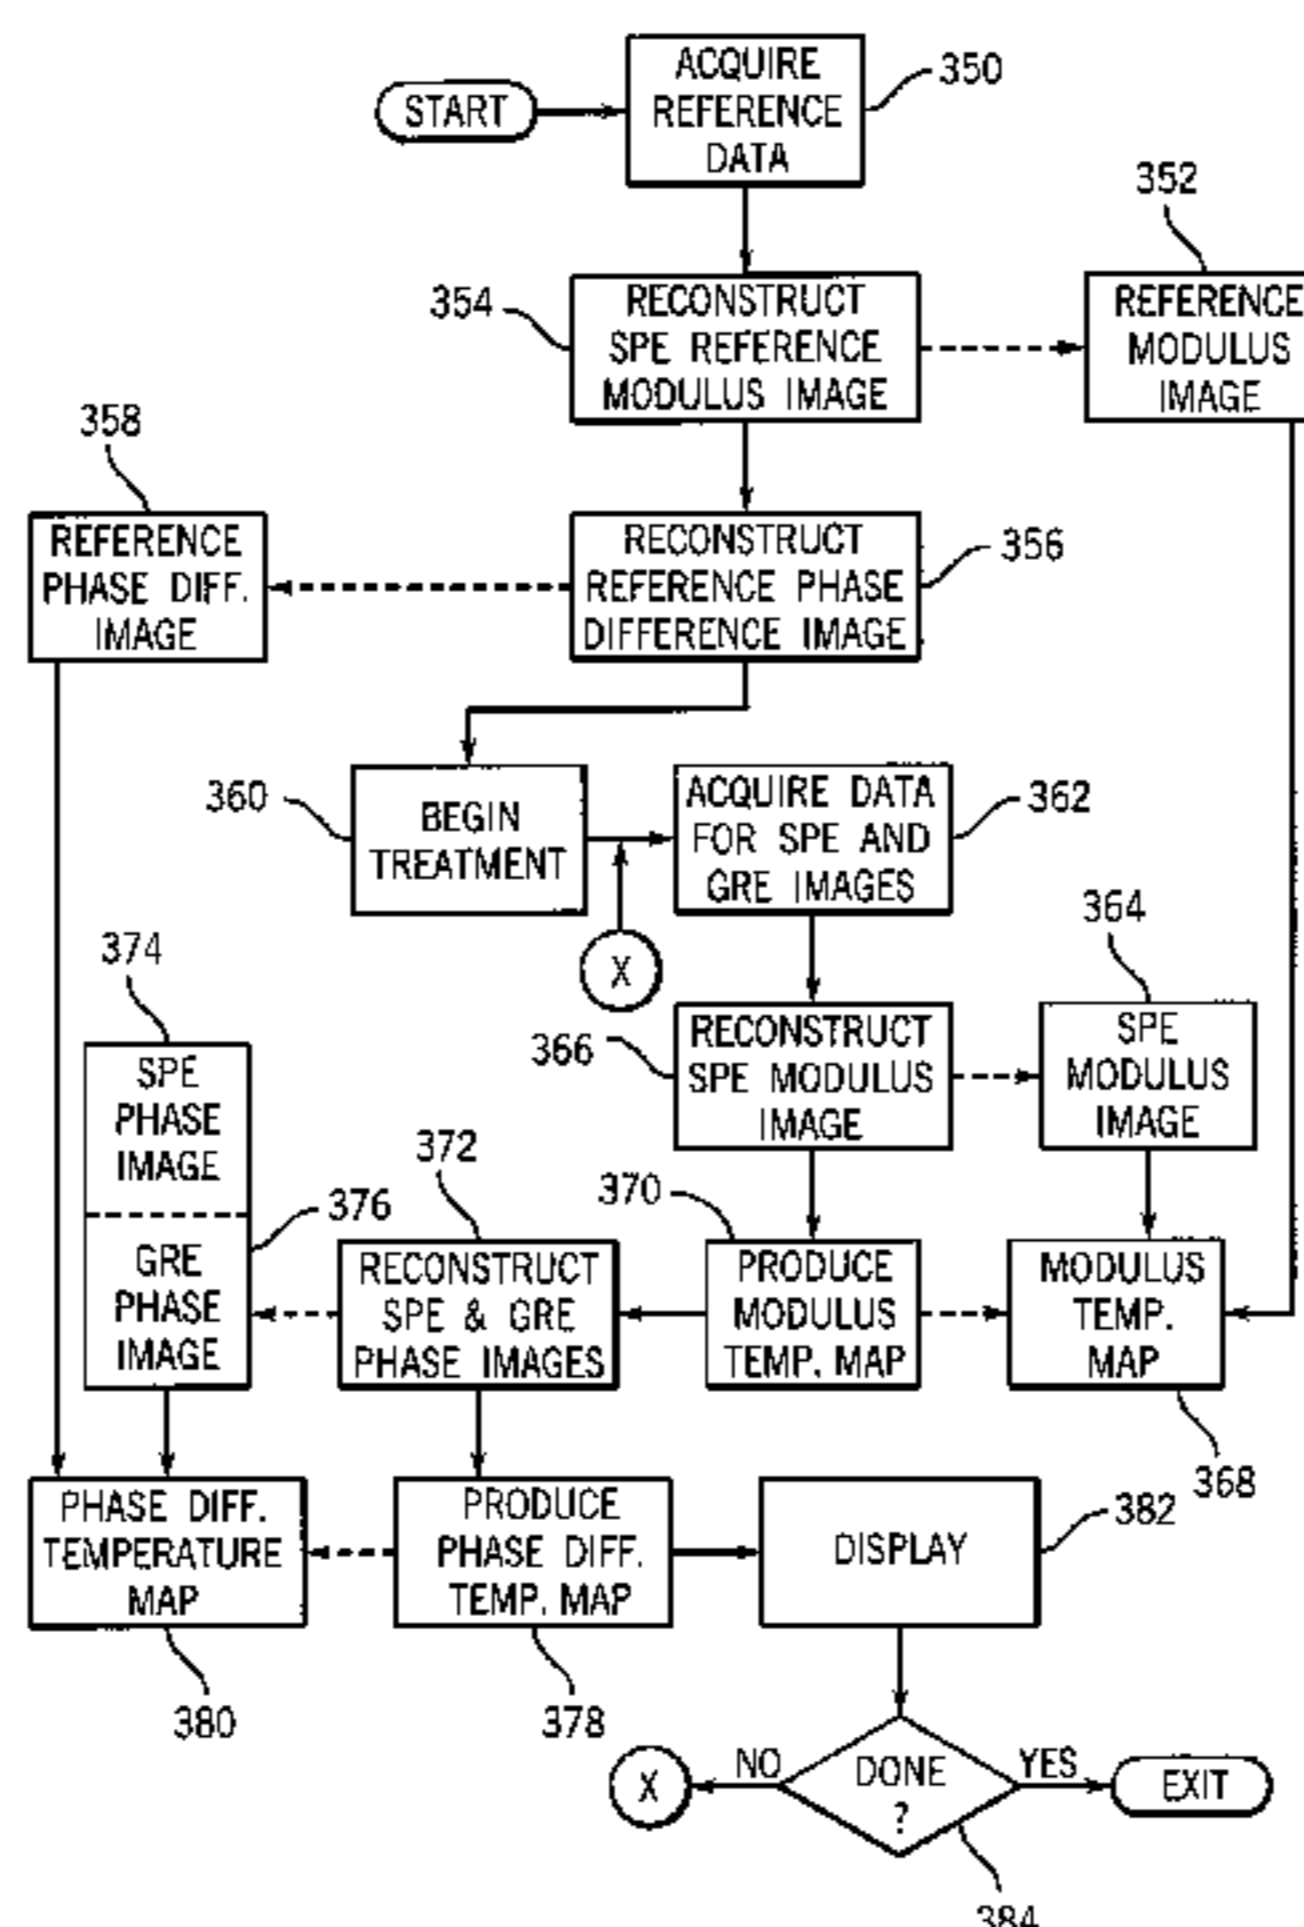 START
ACQUIRE
REFERENCE
DATA
350
352
354
RECONSTRUCT
SPE REFERENCE
MODULUS IMAGE
REFERENCE
MODULUS
IMAGE
358
REFERENCE
PHASE DIFF.
IMAGE
RECONSTRUCT
REFERENCE PHASE
DIFFERENCE IMAGE
356
360
BEGIN
TREATMENT
ACQUIRE DATA
FOR SPE AND
GRE IMAGES
362
X
364
374
366
RECONSTRUCT
SPE MODULUS
IMAGE
SPE
MODULUS
IMAGE
SPE
PHASE
IMAGE
372
370
376
GRE
PHASE
IMAGE
RECONSTRUCT
SPE & GRE
PHASE IMAGES
PRODUCE
MODULUS
TEMP. MAP
MODULUS
TEMP.
MAP
368
PHASE DIFF.
TEMPERATURE
MAP
PRODUCE
PHASE DIFF.
TEMP. MAP
DISPLAY
382
380
378
X
NO
DONE
?
YES
EXIT
384